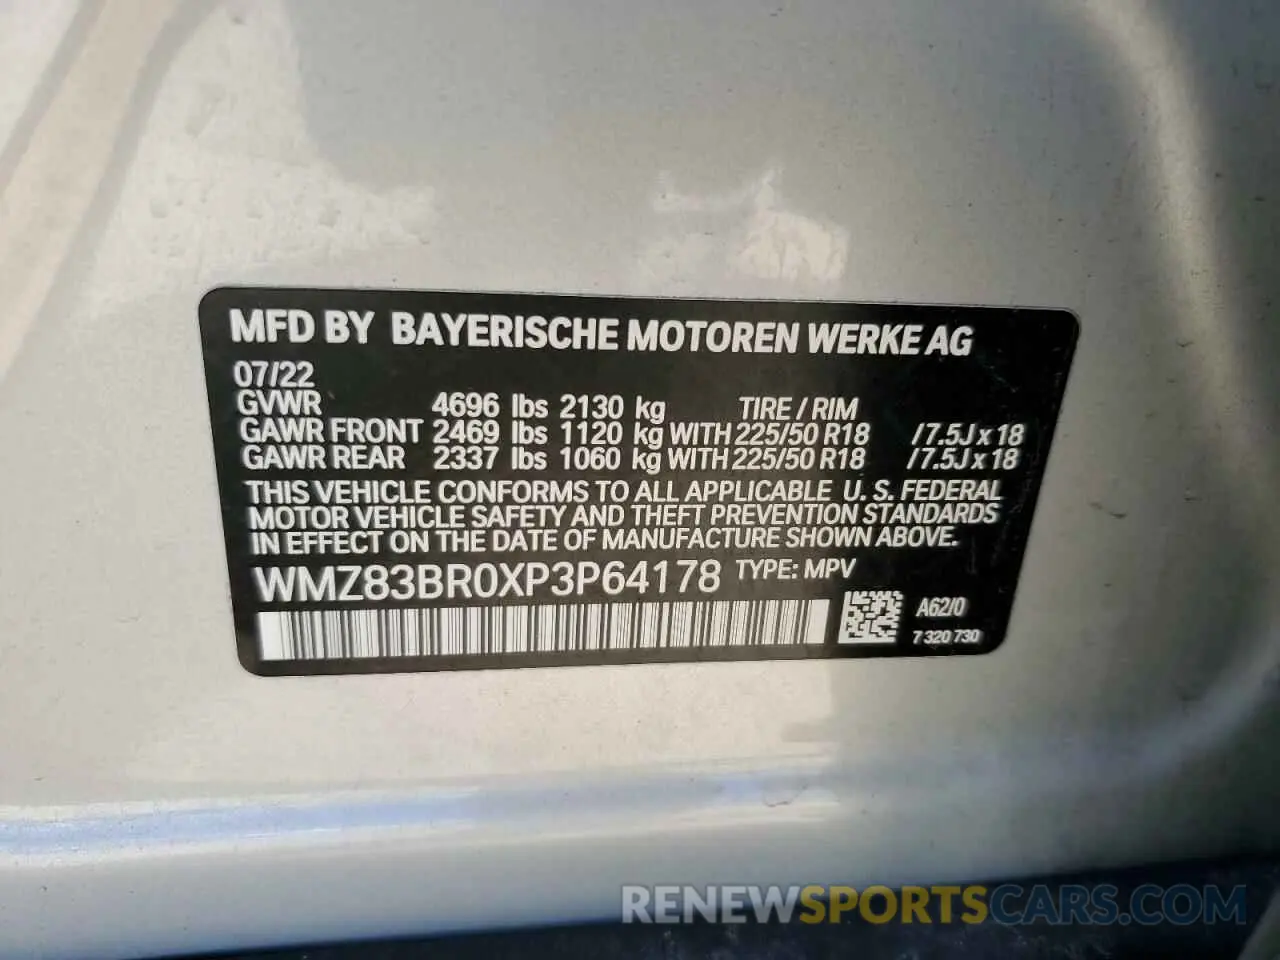 MFD BY BAYERISCHE MOTOREN WERKE AG
07/22
GVWR 4696 lbs 2130 kg TIRE / RIM
GAWR FRONT 2469 lbs 1120 kg WITH 225/50 R18 /7.5J x 18
GAWR REAR 2337 lbs 1060 kg WITH 225/50 R18 /7.5J x 18
THIS VEHICLE CONFORMS TO ALL APPLICABLE U. S. FEDERAL
MOTOR VEHICLE SAFETY AND THEFT PREVENTION STANDARDS
IN EFFECT ON THE DATE OF MANUFACTURE SHOWN ABOVE.
WMZ83BR0XP3P64178 TYPE: MPV
A62/0
7 320 730
RENEWSPORTSCARS.COM